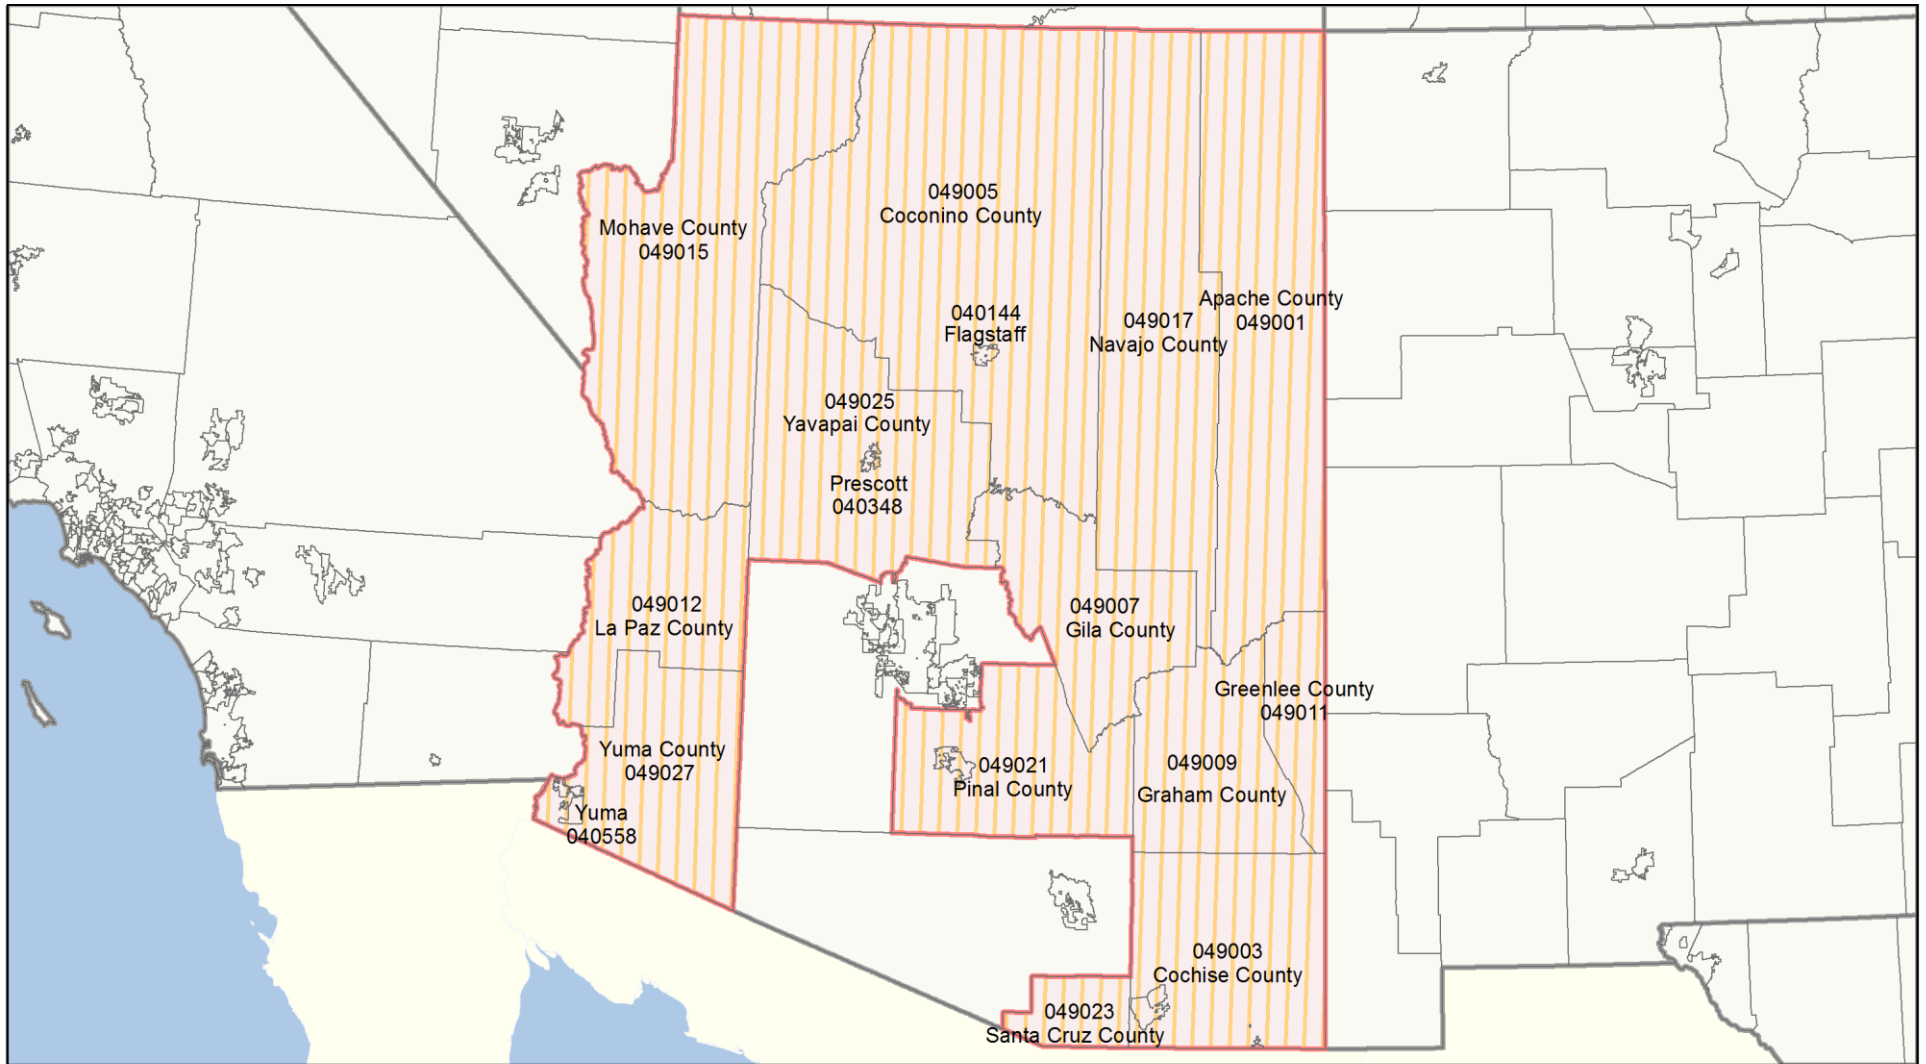 049005
Coconino County
Mohave County
049015
Apache County
049001
040144
Flagstaff
049017
Navajo County
049025
Yavapai County
Prescott
040348
049012
La Paz County
049007
Gila County
Greenlee County
049011
Yuma County
049027
049021
Pinal County
049009
Graham County
Yuma
040558
049003
Cochise County
049023
Santa Cruz County